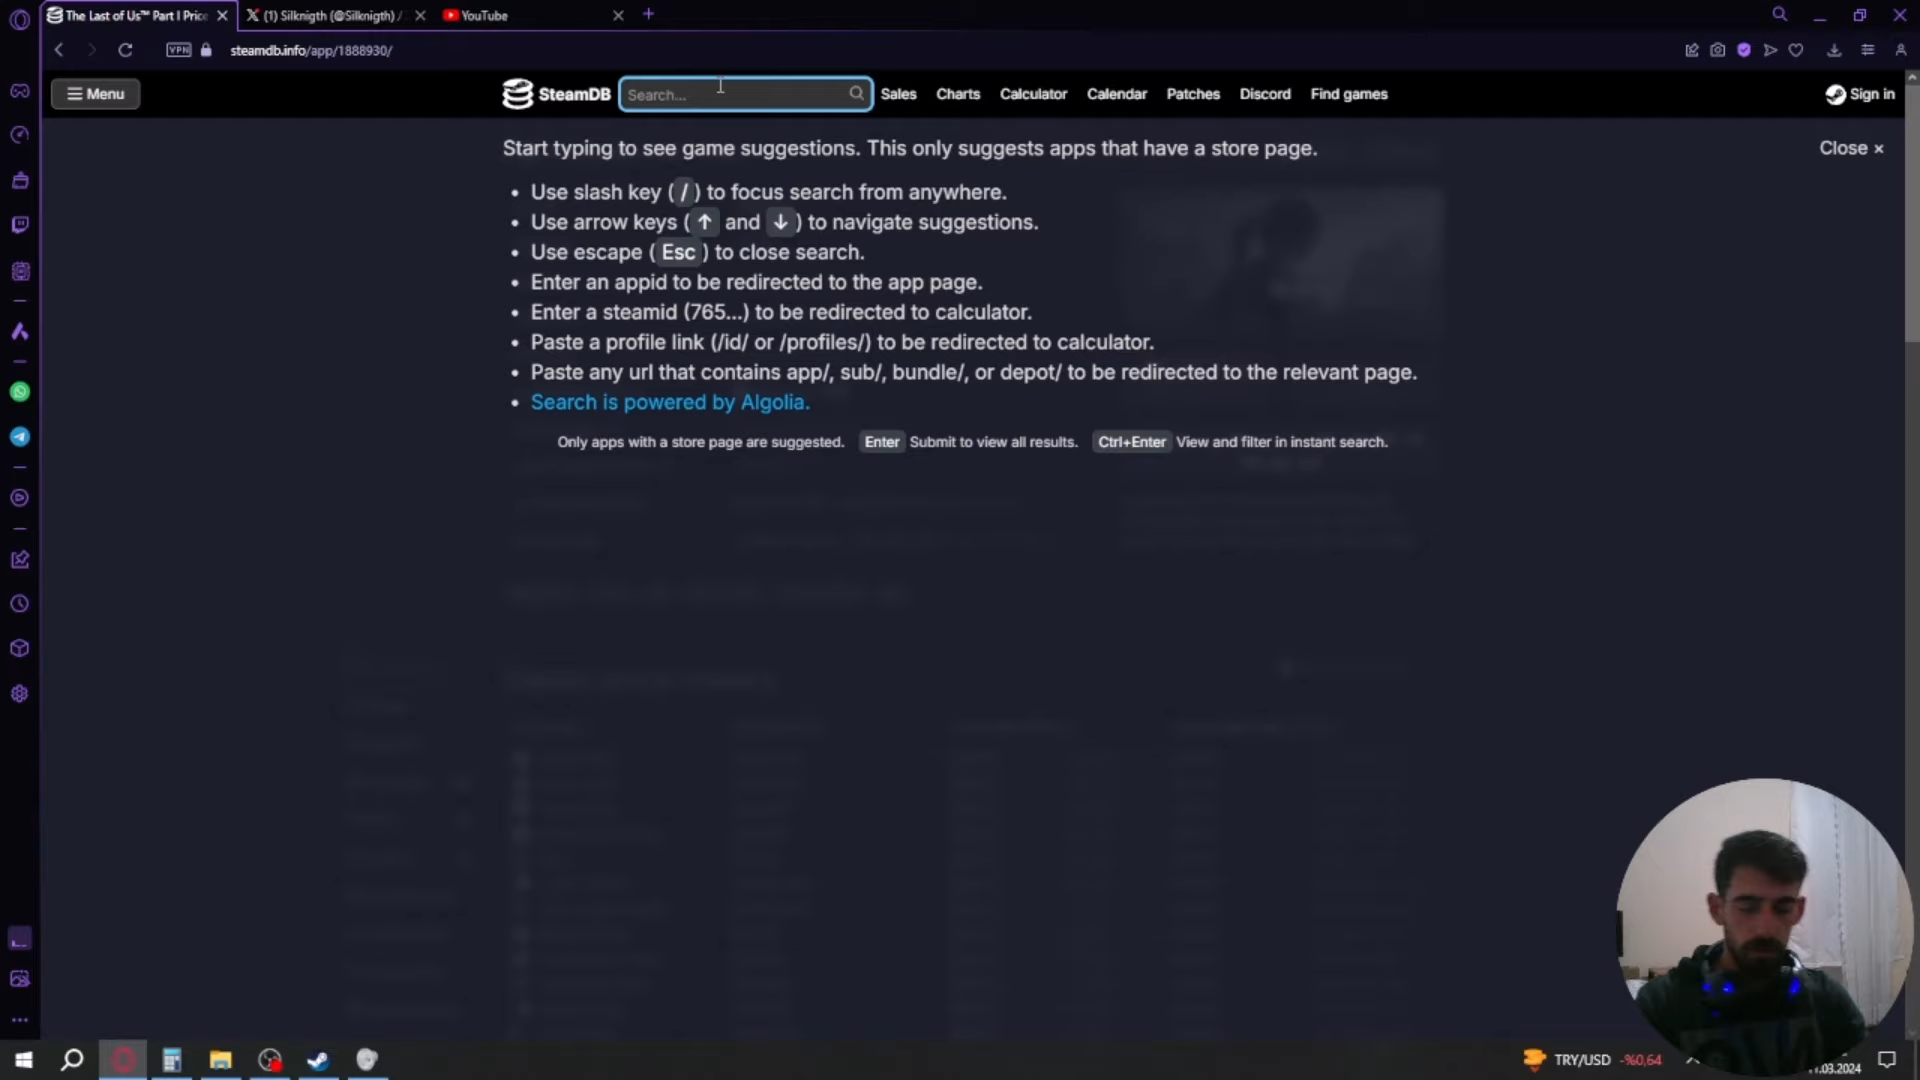 The Last of Us™ Part I Price
(1) Silknigth (@Silknigth) /
YouTube
VPN
steamdb.info/app/1888930/
Menu
SteamDB
Search...
Sales
Charts
Calculator
Calendar
Patches
Discord
Find games
Sign in
Start typing to see game suggestions. This only suggests apps that have a store page.
Close ×
Use slash key ( / ) to focus search from anywhere.
Use arrow keys ( ↑ and ↓ ) to navigate suggestions.
Use escape ( Esc ) to close search.
Enter an appid to be redirected to the app page.
Enter a steamid (765...) to be redirected to calculator.
Paste a profile link (/id/ or /profiles/) to be redirected to calculator.
Paste any url that contains app/, sub/, bundle/, or depot/ to be redirected to the relevant page.
Search is powered by Algolia.
Only apps with a store page are suggested. Enter Submit to view all results. Ctrl+Enter View and filter in instant search.
TRY/USD -%0,64
.03.2024